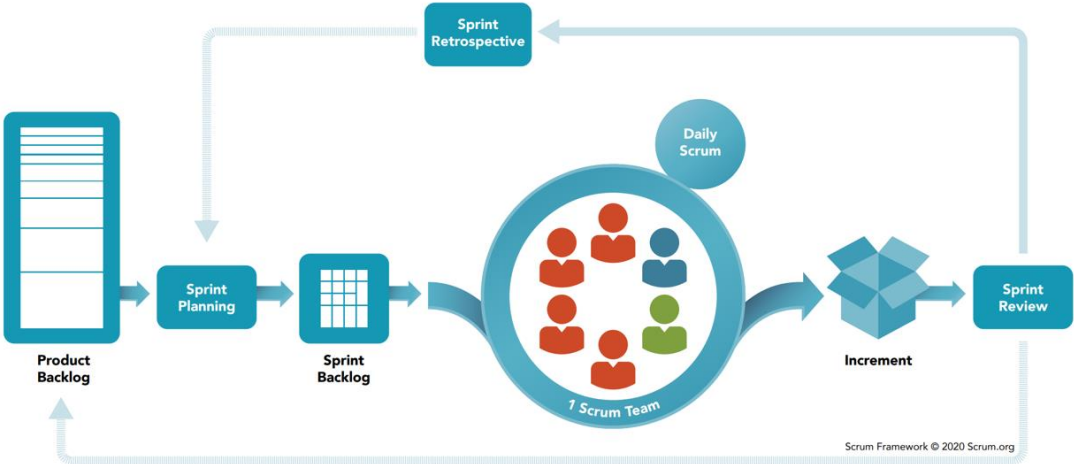 Sprint
Retrospective
Daily
Scrum
Sprint
Planning
Sprint
Review
Product
Backlog
Sprint
Backlog
1 Scrum Team
Increment
Scrum Framework © 2020 Scrum.org